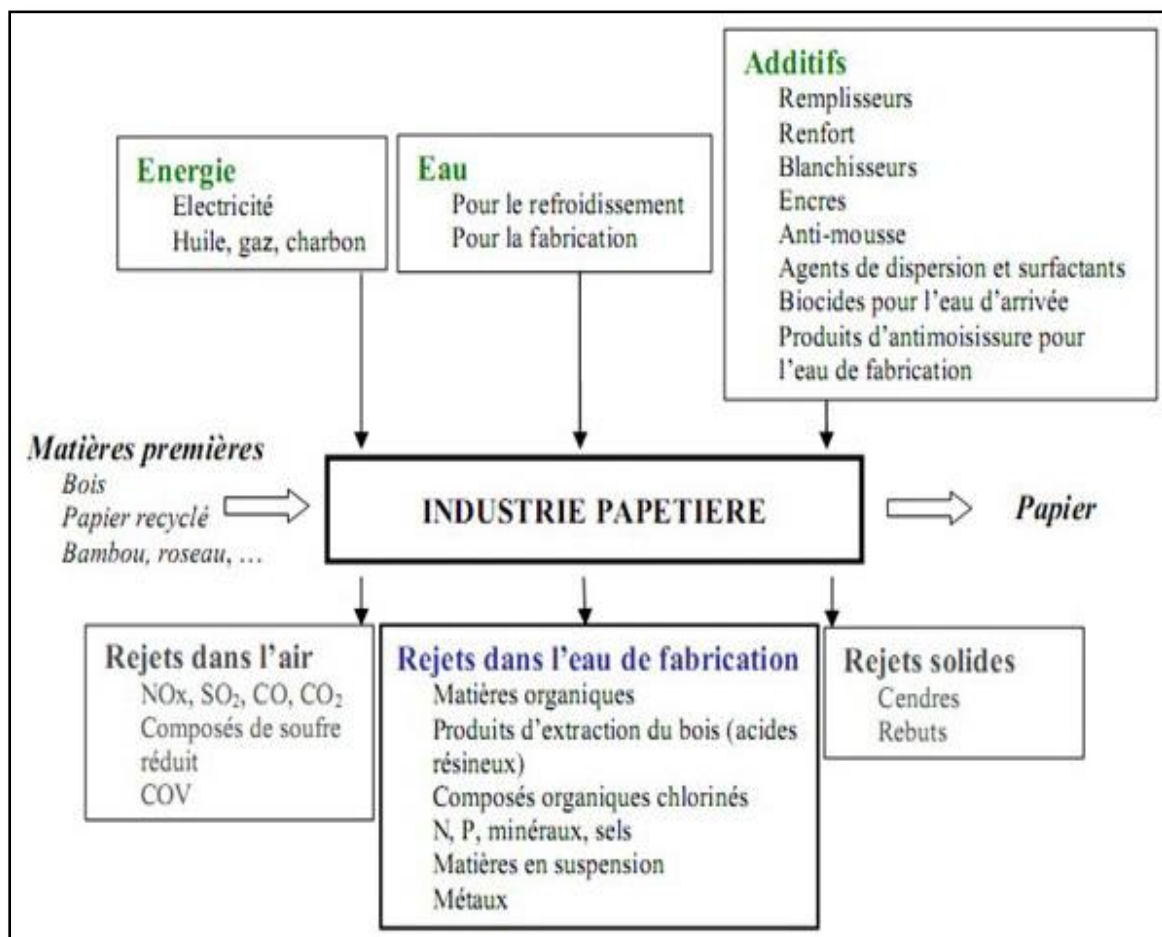 Additifs
Remplisseurs
Renfort
Blanchisseurs
Encres
Anti-mousse
Agents de dispersion et surfactants
Biocides pour l'eau d'arrivée
Produits d'antimoisissure pour
l'eau de fabrication
Energie
Electricité
Huile, gaz, charbon
Eau
Pour le refroidissement
Pour la fabrication
Matières premières
Bois
Papier recyclé
Bambou, roseau, …
INDUSTRIE PAPETIERE
Papier
Rejets dans l'air
NOx, SO₂, CO, CO₂
Composés de soufre
réduit
COV
Rejets dans l'eau de fabrication
Matières organiques
Produits d'extraction du bois (acides
résineux)
Composés organiques chlorinés
N, P, minéraux, sels
Matières en suspension
Métaux
Rejets solides
Cendres
Rebuts